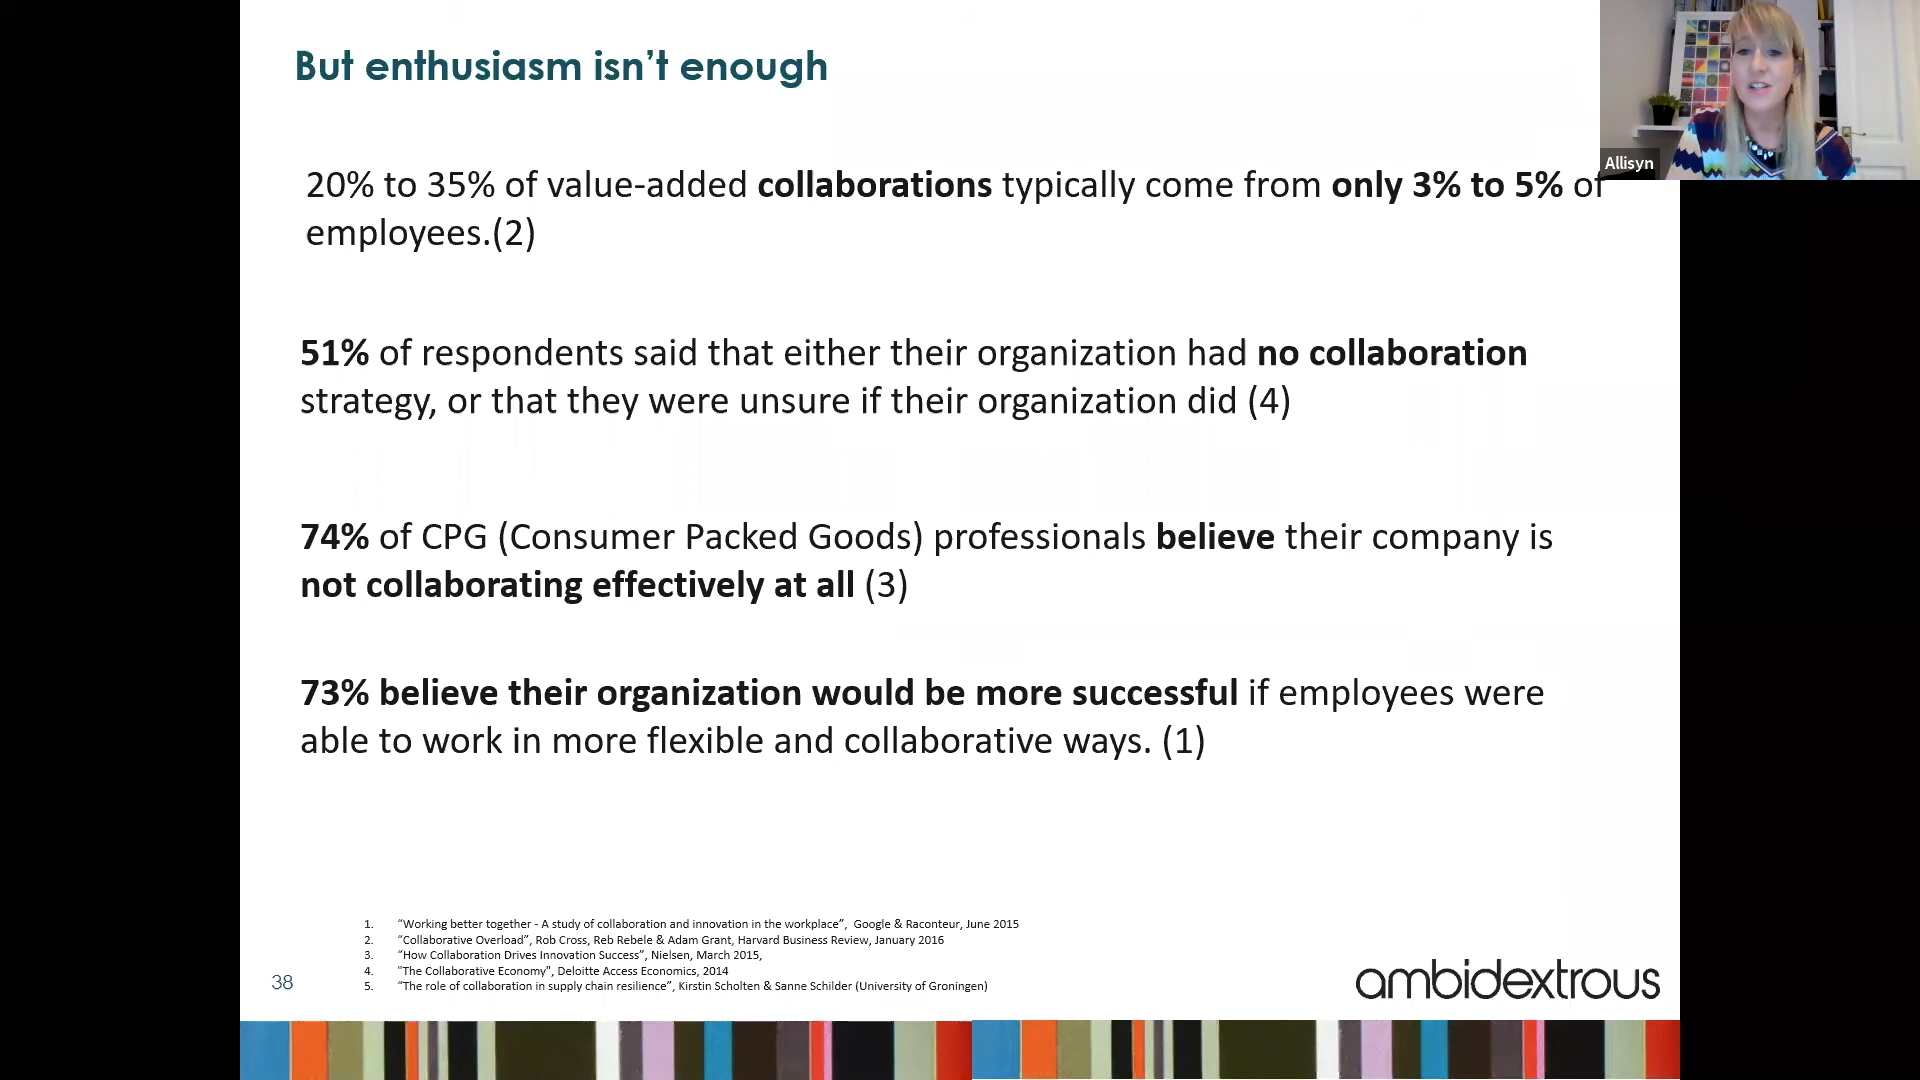 But enthusiasm isn’t enough
Allisyn
20% to 35% of value-added collaborations typically come from only 3% to 5% of
employees.(2)
51% of respondents said that either their organization had no collaboration
strategy, or that they were unsure if their organization did (4)
74% of CPG (Consumer Packed Goods) professionals believe their company is
not collaborating effectively at all (3)
73% believe their organization would be more successful if employees were
able to work in more flexible and collaborative ways. (1)
1. “Working better together - A study of collaboration and innovation in the workplace”, Google & Raconteur, June 2015
2. “Collaborative Overload”, Rob Cross, Reb Rebele & Adam Grant, Harvard Business Review, January 2016
3. “How Collaboration Drives Innovation Success”, Nielsen, March 2015,
4. "The Collaborative Economy", Deloitte Access Economics, 2014
5. “The role of collaboration in supply chain resilience”, Kirstin Scholten & Sanne Schilder (University of Groningen)
38
ambidextrous